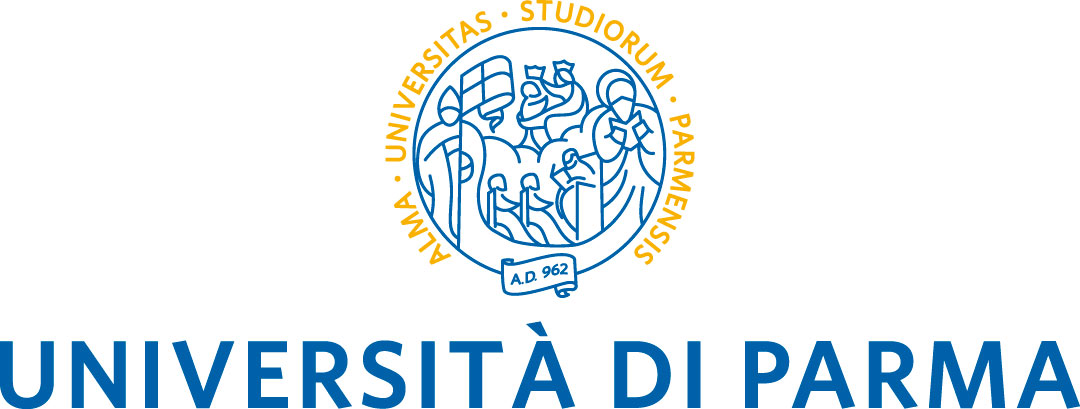 ALMA · UNIVERSITAS · STUDIORUM · PARMENSIS
A.D. 962
UNIVERSITÀ DI PARMA